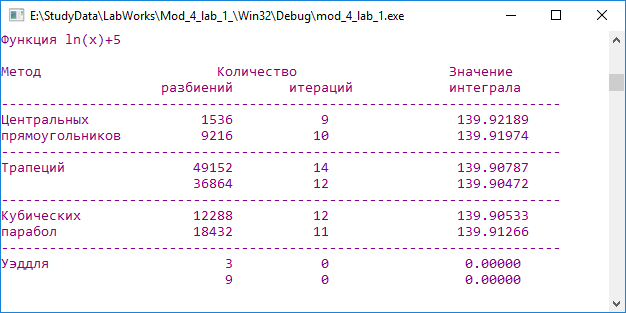 E:\StudyData\LabWorks\Mod_4_lab_1_\Win32\Debug\mod_4_lab_1.exe
Функция ln(x)+5
Метод Количество Значение
разбиений итераций интеграла
------------------------------------------------------------------------
Центральных 1536 9 139.92189
прямоугольников 9216 10 139.91974
------------------------------------------------------------------------
Трапеций 49152 14 139.90787
36864 12 139.90472
------------------------------------------------------------------------
Кубических 12288 12 139.90533
парабол 18432 11 139.91266
------------------------------------------------------------------------
Уэддля 3 0 0.00000
9 0 0.00000